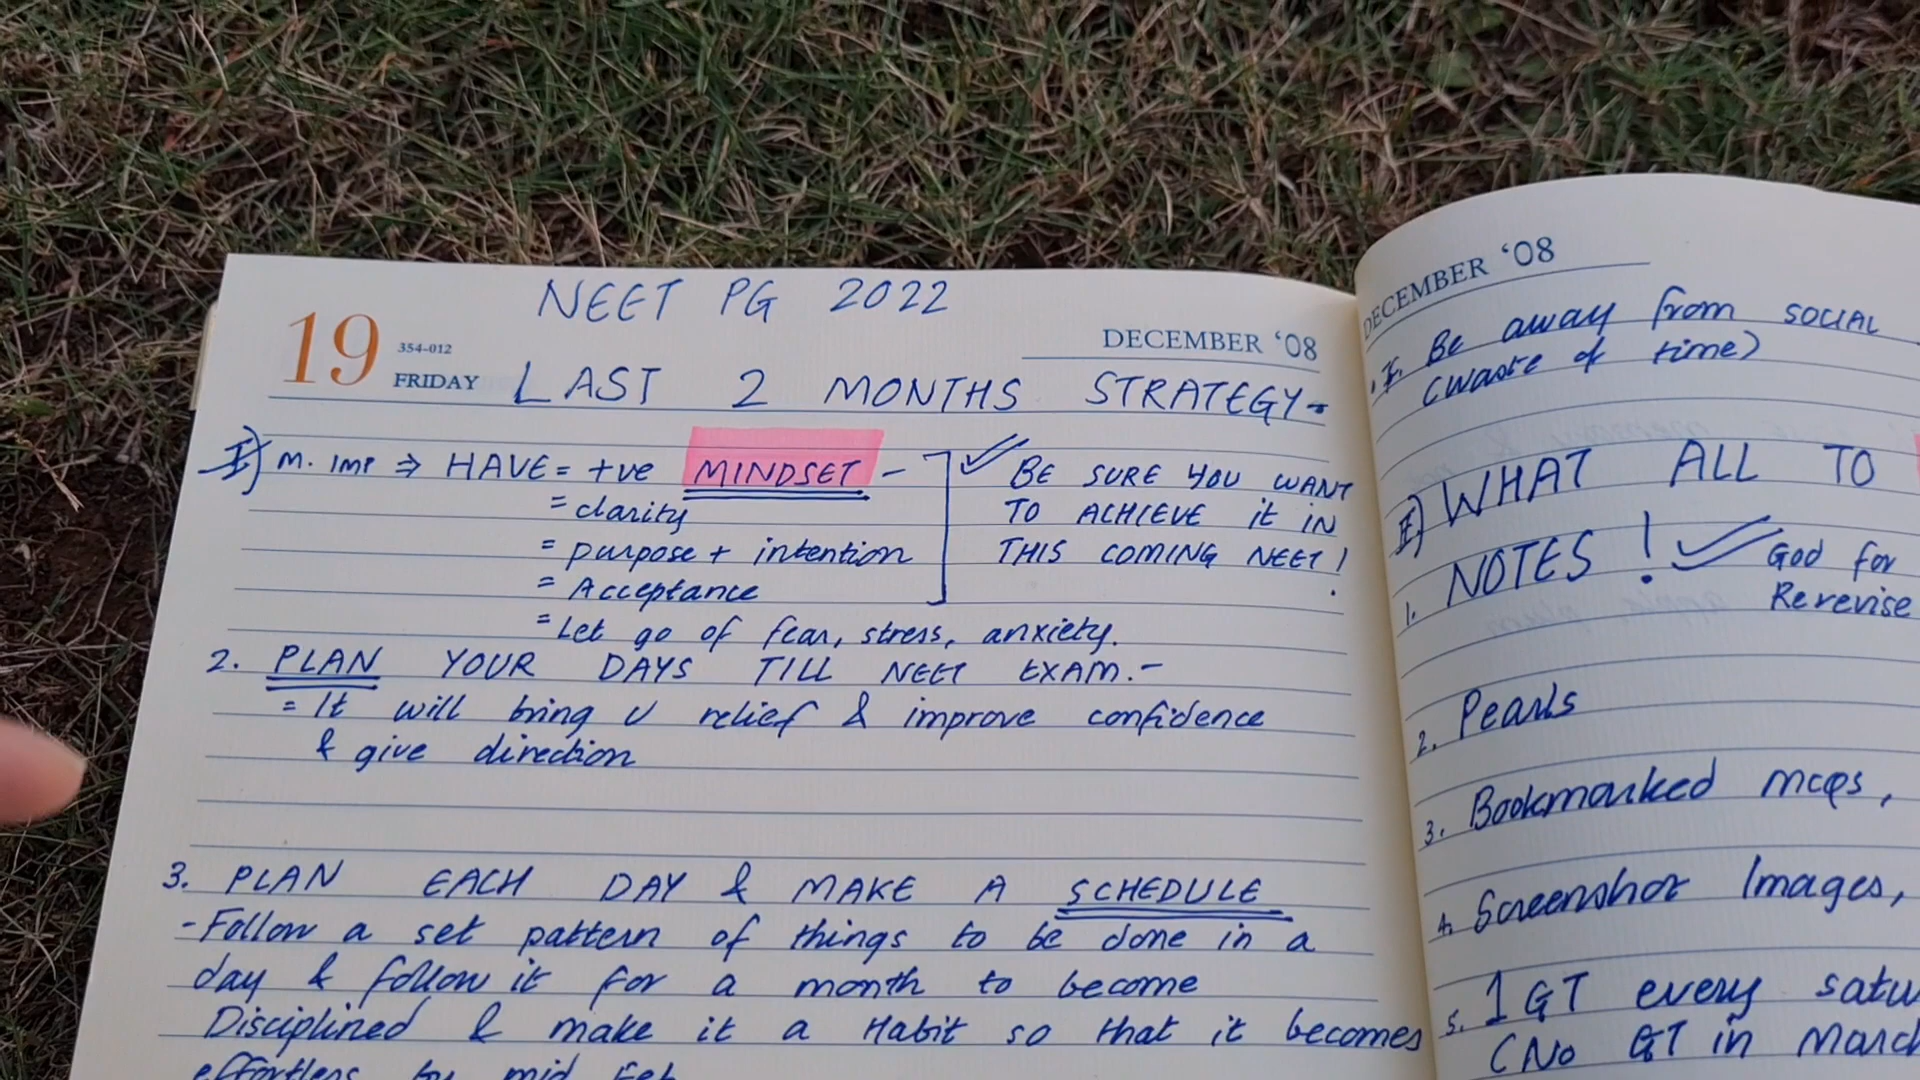 NEET PG 2022
19
354-012
FRIDAY
DECEMBER '08
LAST 2 MONTHS STRATEGY-
I) M. IMP ⇒ HAVE = +ve MINDSET -
= clarity
= purpose + intention
= Acceptance
= Let go of fear, stress, anxiety.
BE SURE YOU WANT
TO ACHIEVE it IN
THIS COMING NEET!
2. PLAN YOUR DAYS TILL NEET EXAM.-
= It will bring U relief & improve confidence
& give direction
3. PLAN EACH DAY & MAKE A SCHEDULE
- Follow a set pattern of things to be done in a
day & follow it for a month to become
Disciplined & make it a Habit so that it becomes
effortless by mid Feb
DECEMBER '08
Be away from SOCIAL
(waste of time)
II) WHAT ALL TO
1. NOTES! God for
Rerevise
2. Pearls
3. Bookmarked mcqs,
4. Screenshot Images,
5. 1 GT every satu
(No GT in March